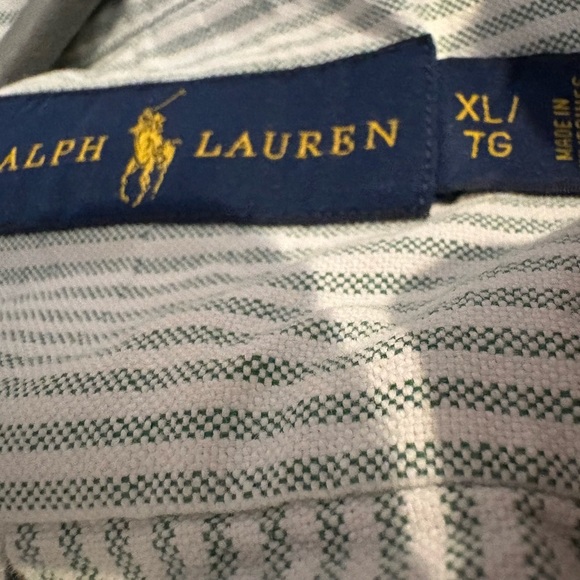 ALPH LAUREN
XL/
TG
MADE IN